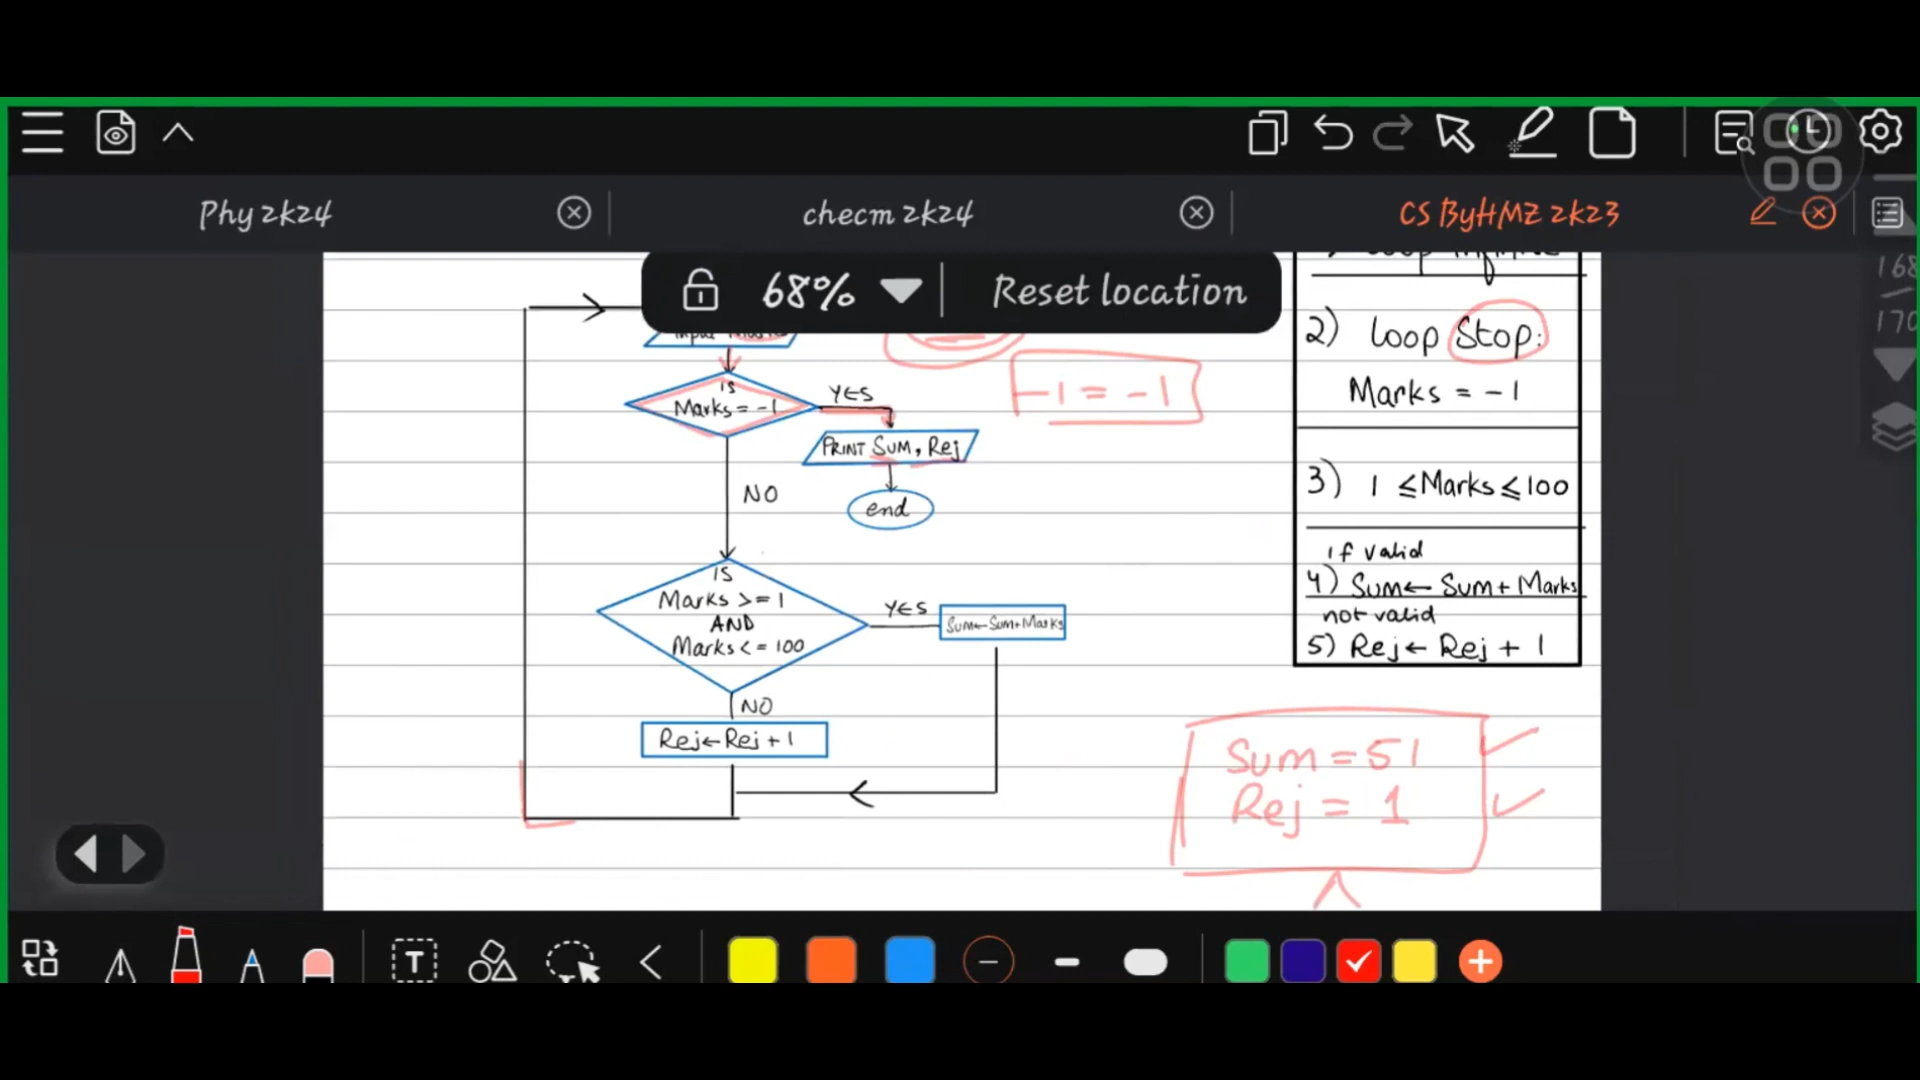 Phy 2k24
checm 2k24
CS ByHMZ 2k23
68%
Reset location
168
170
2) Loop Stop:
Marks = -1
3) 1 ≤ Marks ≤ 100
if valid
4) Sum ← Sum + Marks
not valid
5) Rej ← Rej + 1
Input
IS
Marks = -1
YES
-1 = -1
PRINT SUM, Rej
NO
end
IS
Marks >= 1
AND
Marks <= 100
YES
Sum ← Sum + Marks
NO
Rej ← Rej + 1
Sum = 51
Rej = 1
T